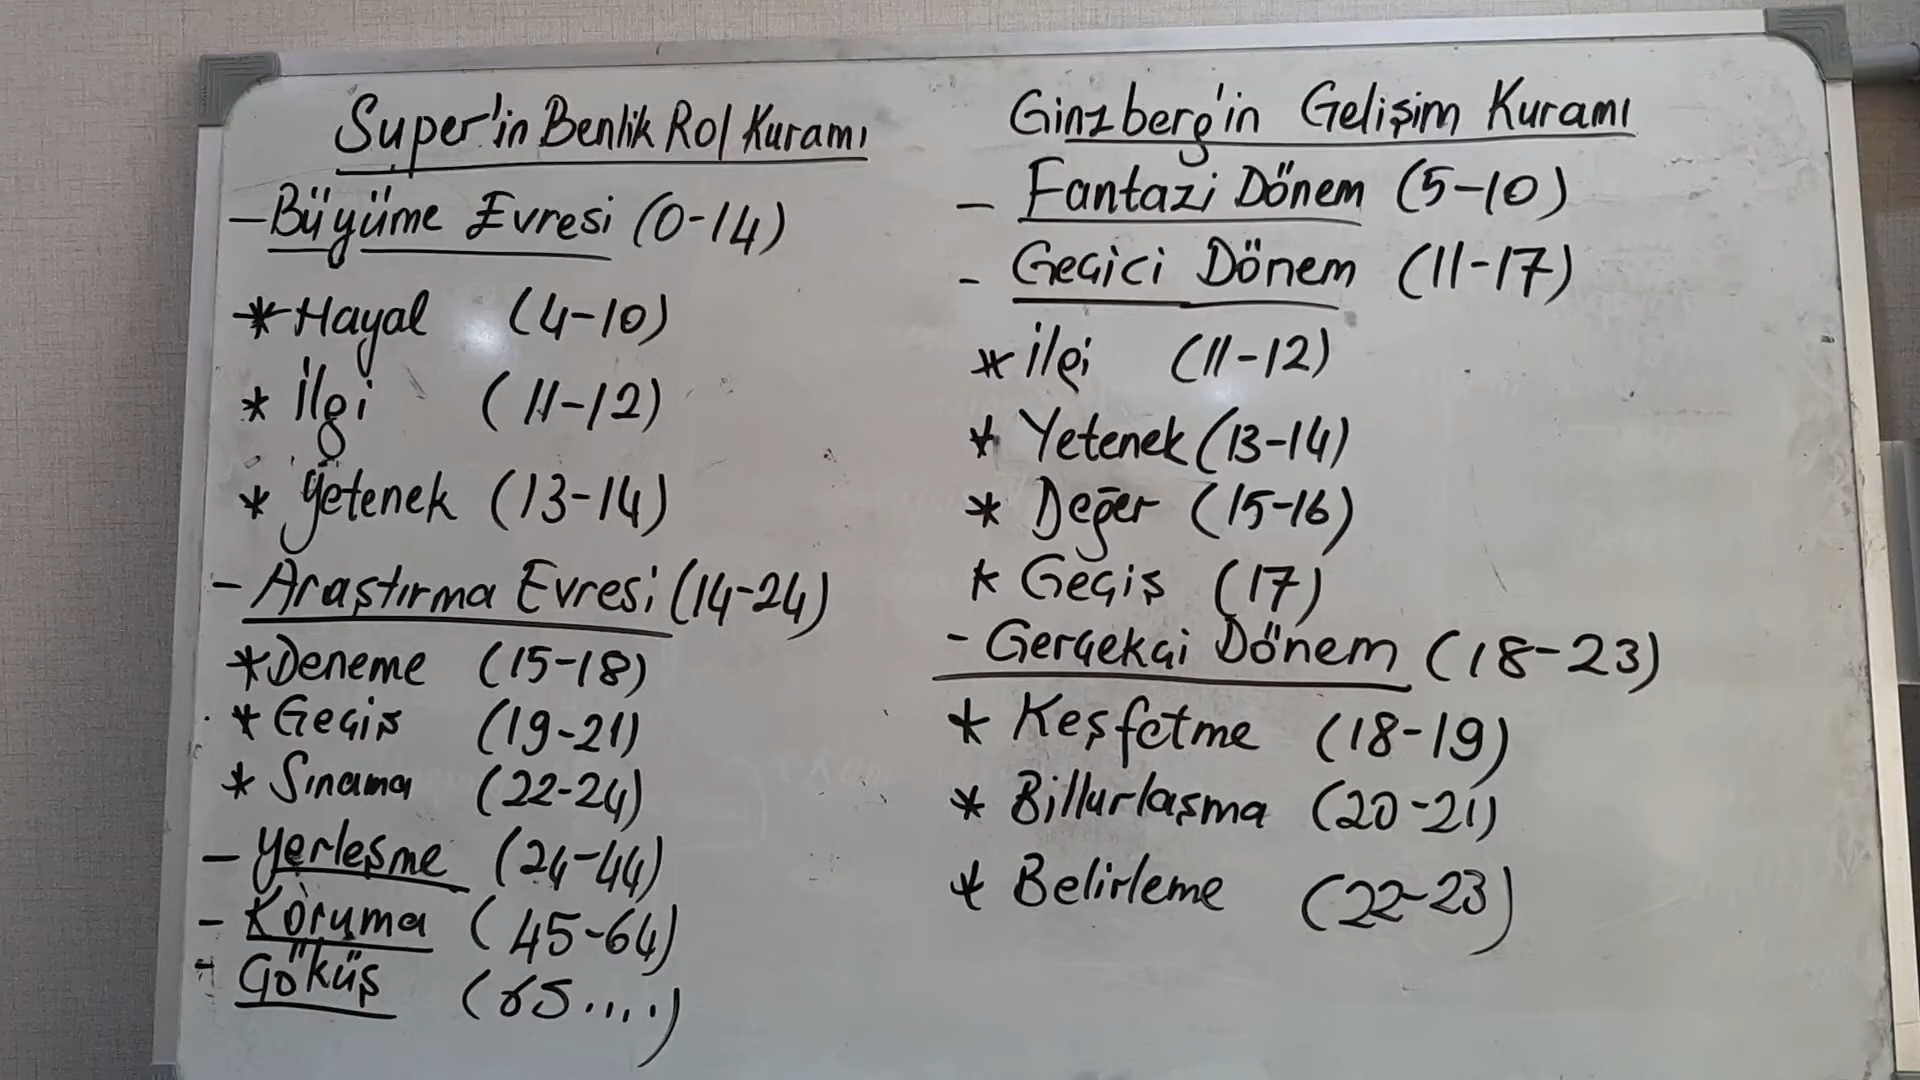 Super'in Benlik Rol Kuramı
- Büyüme Evresi (0-14)
* Hayal (4-10)
* İlgi (11-12)
* Yetenek (13-14)
- Araştırma Evresi (14-24)
* Deneme (15-18)
* Geçiş (19-21)
* Sınama (22-24)
- Yerleşme (24-44)
- Koruma (45-64)
- Çöküş (65.....)
Ginzberg'in Gelişim Kuramı
- Fantazi Dönem (5-10)
- Geçici Dönem (11-17)
* İlgi (11-12)
* Yetenek (13-14)
* Değer (15-16)
* Geçiş (17)
- Gerçekçi Dönem (18-23)
* Keşfetme (18-19)
* Billurlaşma (20-21)
* Belirleme (22-23)